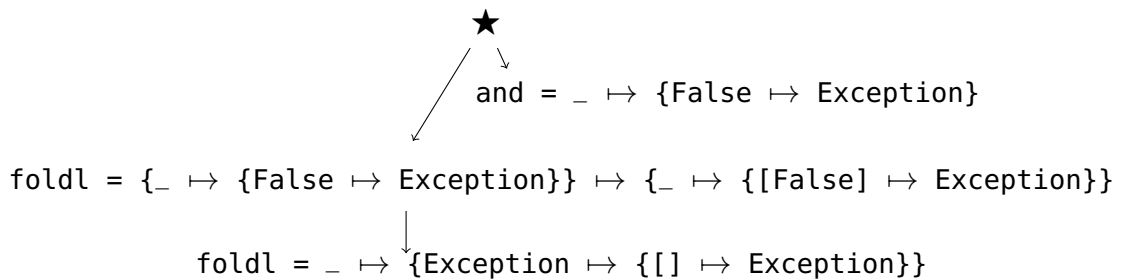 ★
and = _ ↦ {False ↦ Exception}
foldl = {_ ↦ {False ↦ Exception}} ↦ {_ ↦ {[False] ↦ Exception}}
foldl = _ ↦ {Exception ↦ {[] ↦ Exception}}